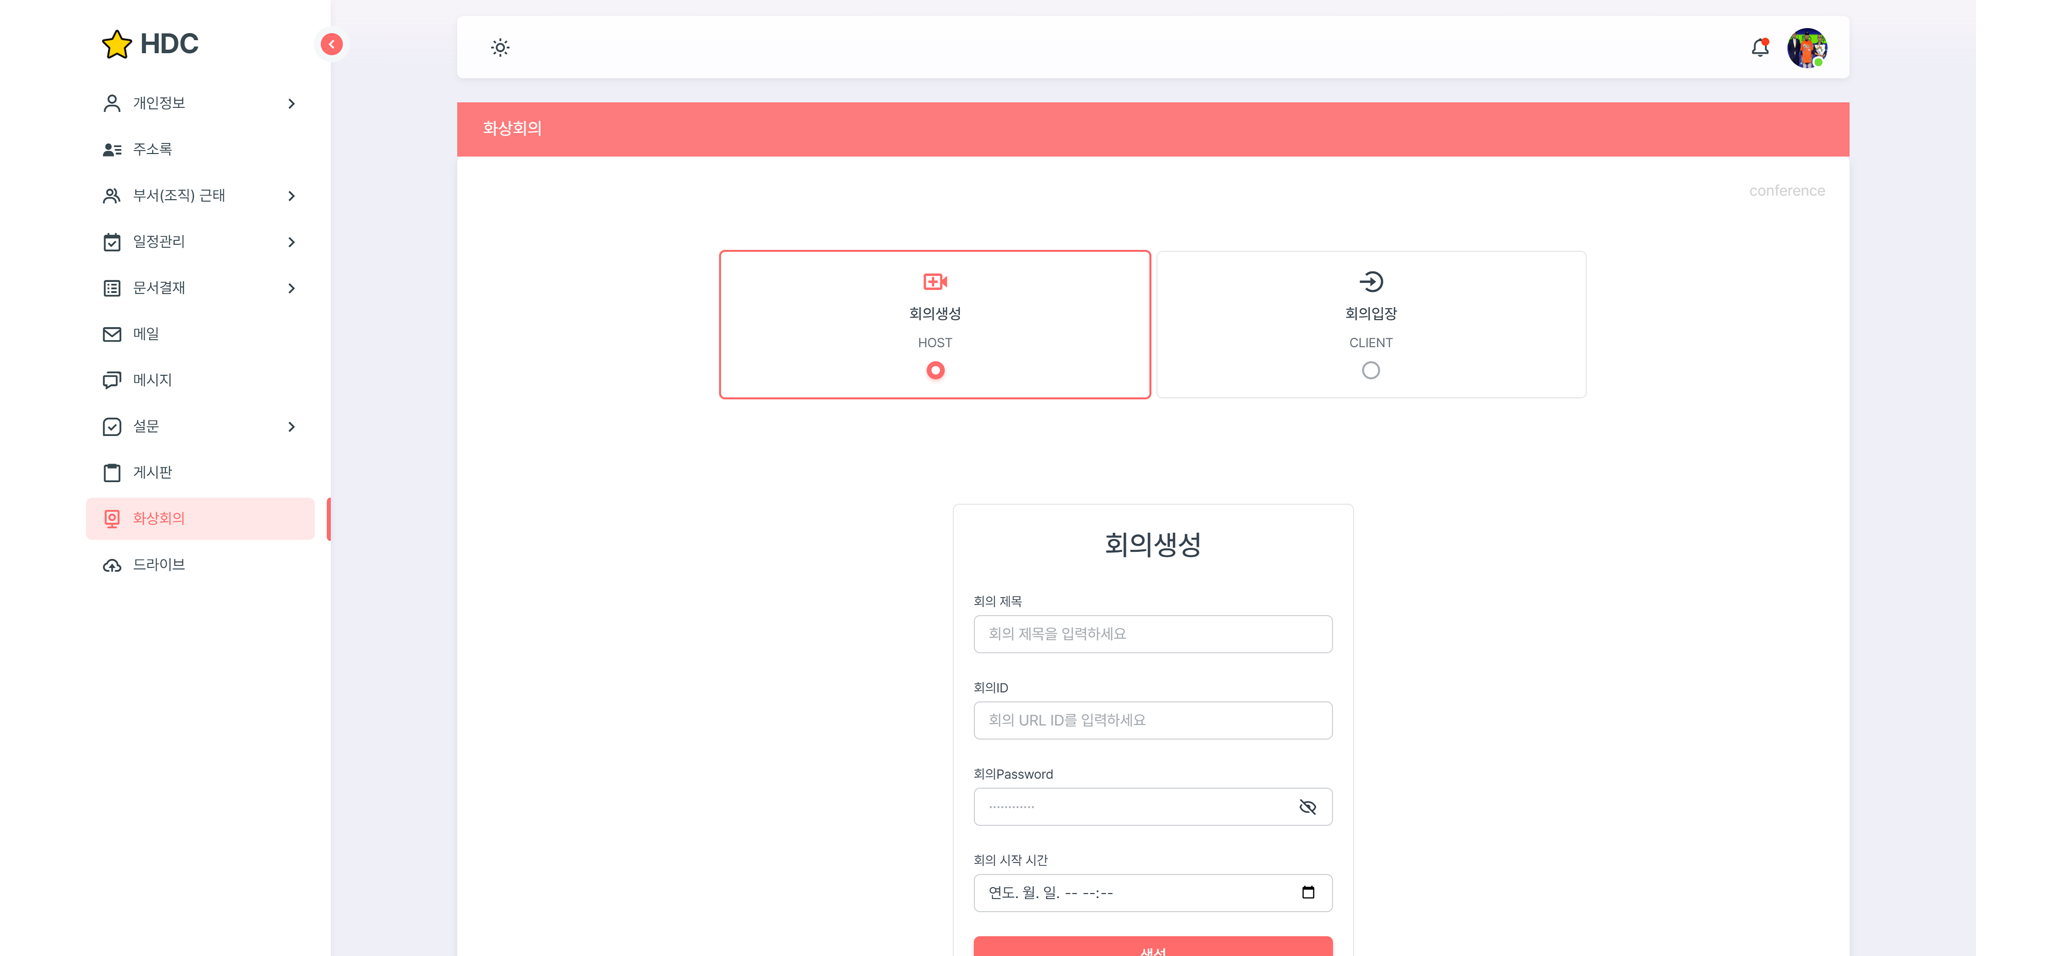 HDC
개인정보
주소록
부서(조직) 근태
일정관리
문서결재
메일
메시지
설문
게시판
화상회의
드라이브
화상회의
conference
회의생성
HOST
회의입장
CLIENT
회의생성
회의 제목
회의 제목을 입력하세요
회의ID
회의 URL ID를 입력하세요
회의Password
············
회의 시작 시간
연도. 월. 일. -- --:--
생성